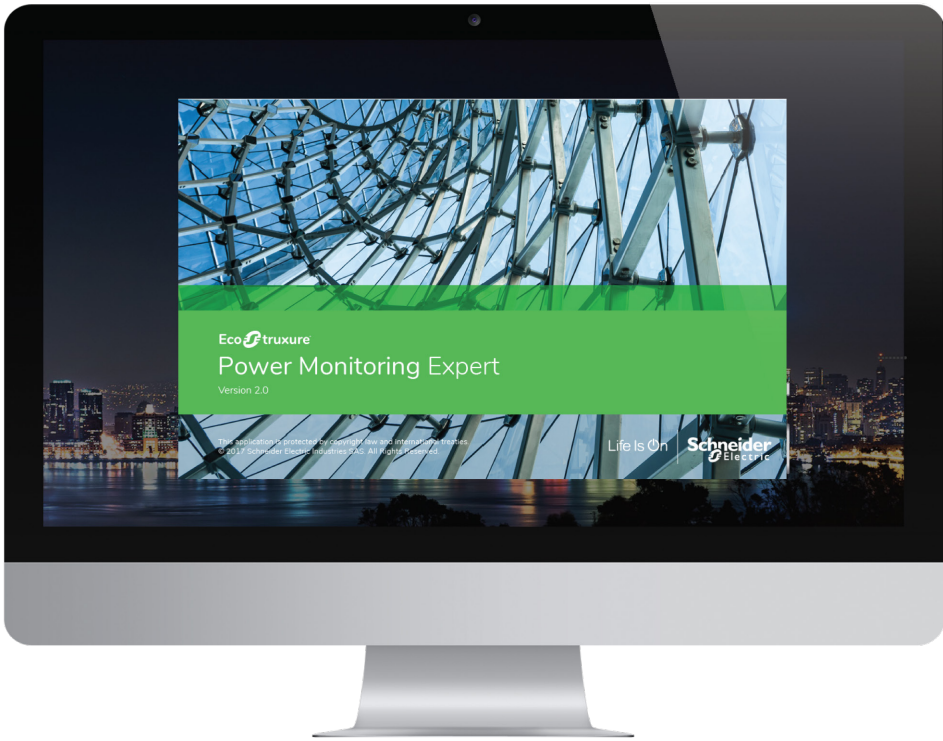 EcoStruxure
Power Monitoring Expert
Version 2.0
This application is protected by copyright law and international treaties.
© 2017 Schneider Electric Industries SAS. All Rights Reserved.
Life Is On
Schneider
Electric